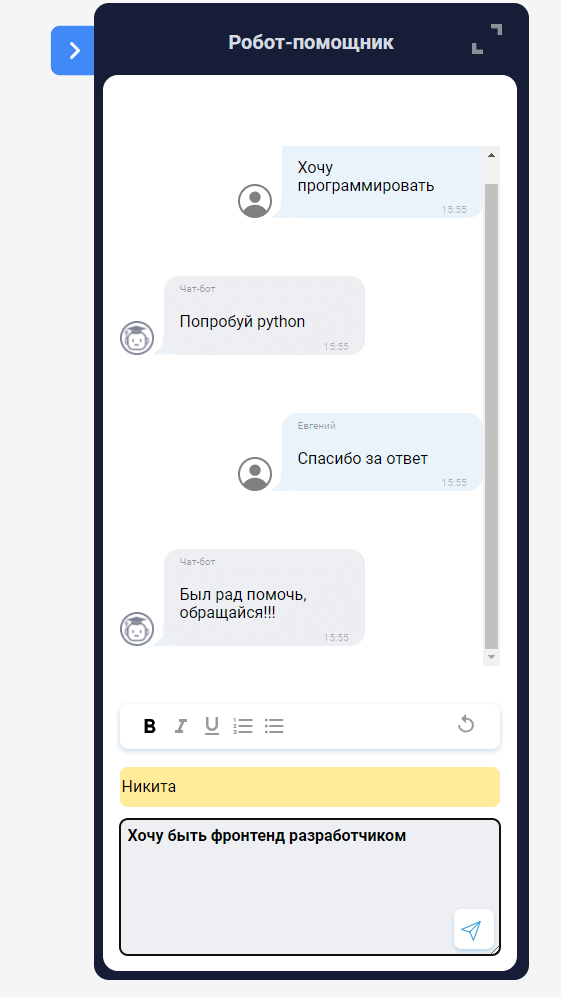 Робот-помощник
Хочу
программировать
15:55
Чат-бот
Попробуй python
15:55
Евгений
Спасибо за ответ
15:55
Чат-бот
Был рад помочь,
обращайся!!!
15:55
B I U
Никита
Хочу быть фронтенд разработчиком